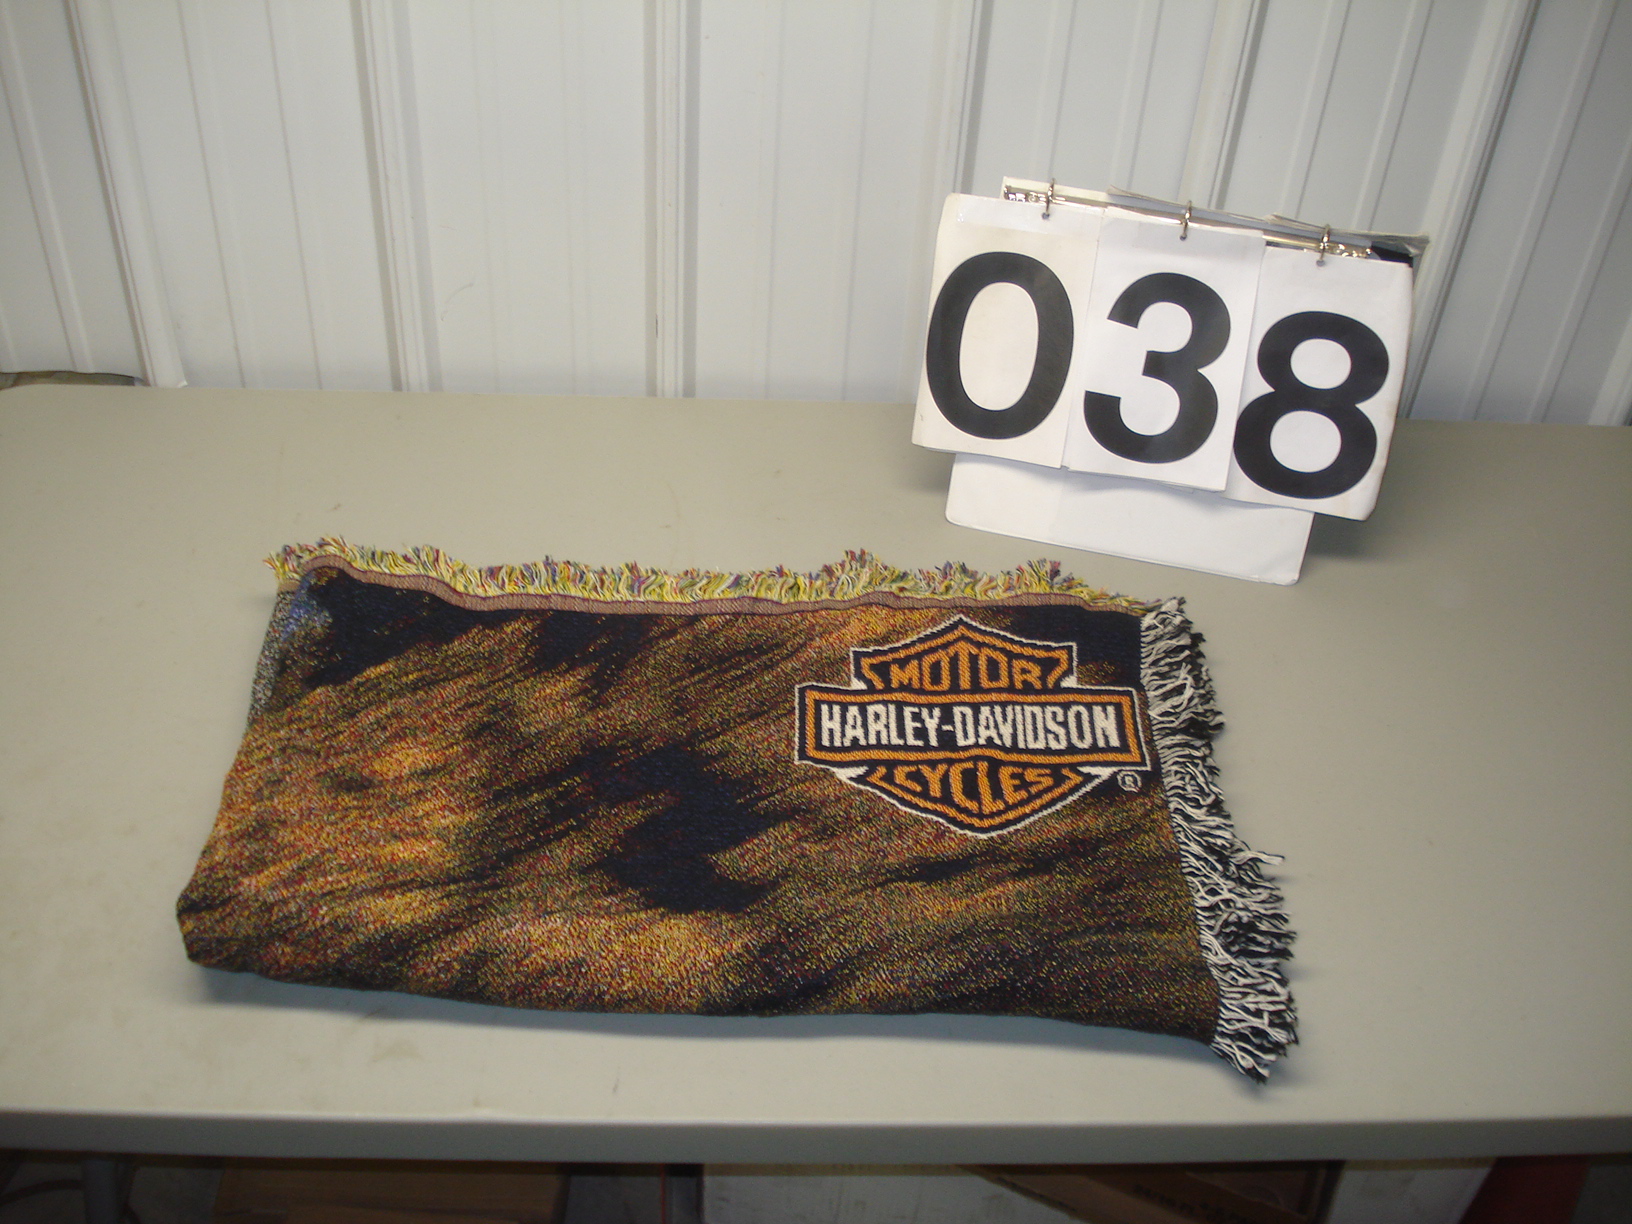 038
MOTOR
HARLEY-DAVIDSON
CYCLES
®